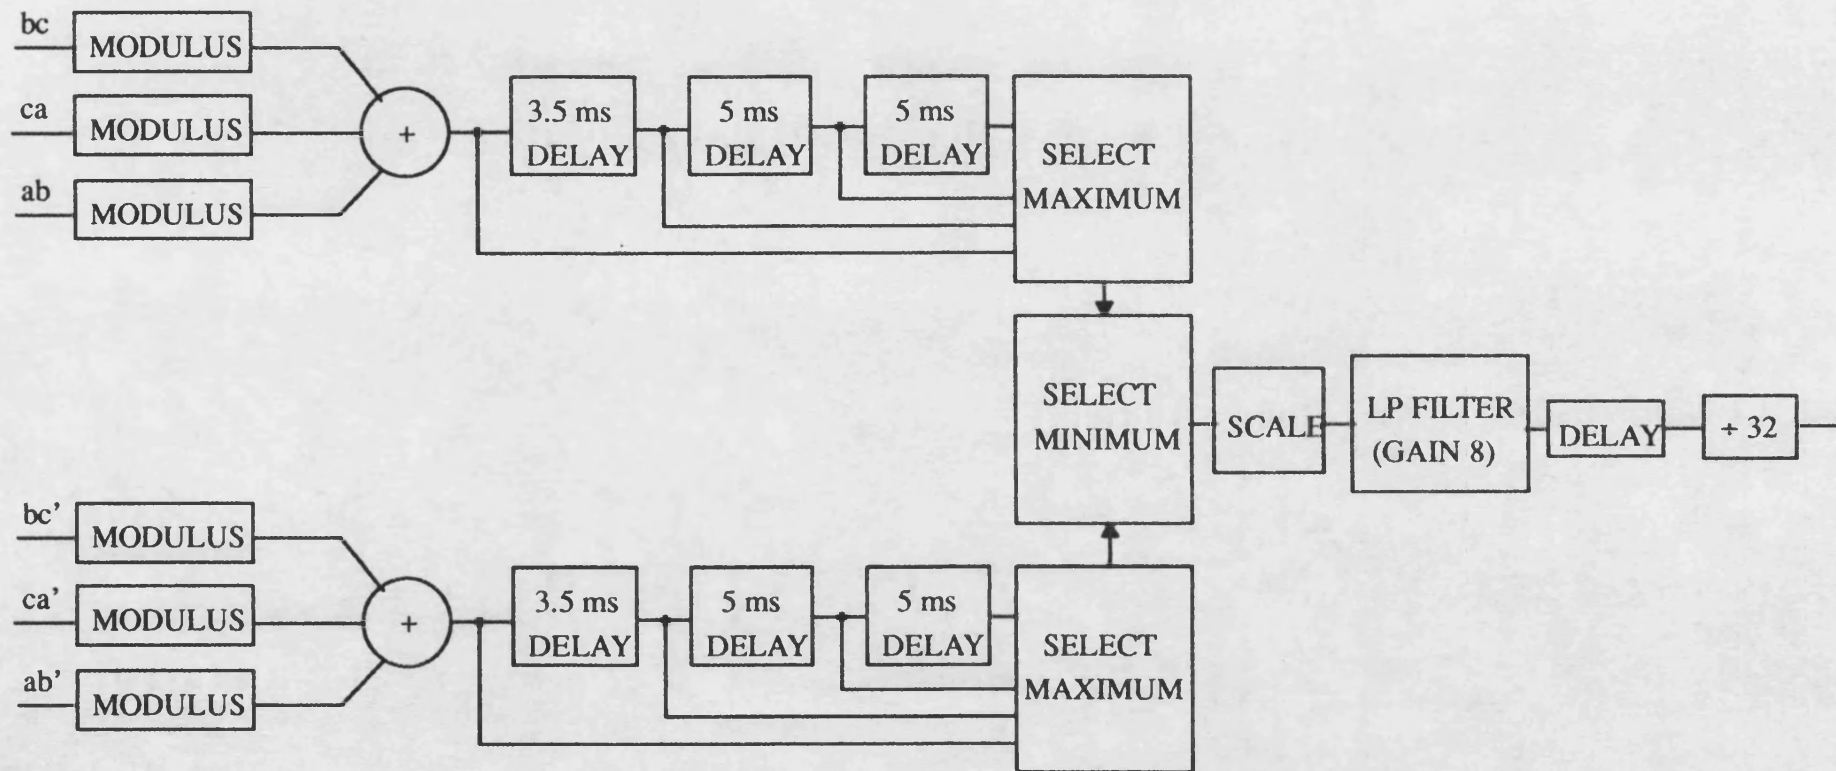 bc
MODULUS
ca
MODULUS
ab
MODULUS
+
3.5 ms
DELAY
5 ms
DELAY
5 ms
DELAY
SELECT
MAXIMUM
SELECT
MINIMUM
SCALE
LP FILTER
(GAIN 8)
DELAY
÷ 32
bc’
MODULUS
ca’
MODULUS
ab’
MODULUS
+
3.5 ms
DELAY
5 ms
DELAY
5 ms
DELAY
SELECT
MAXIMUM